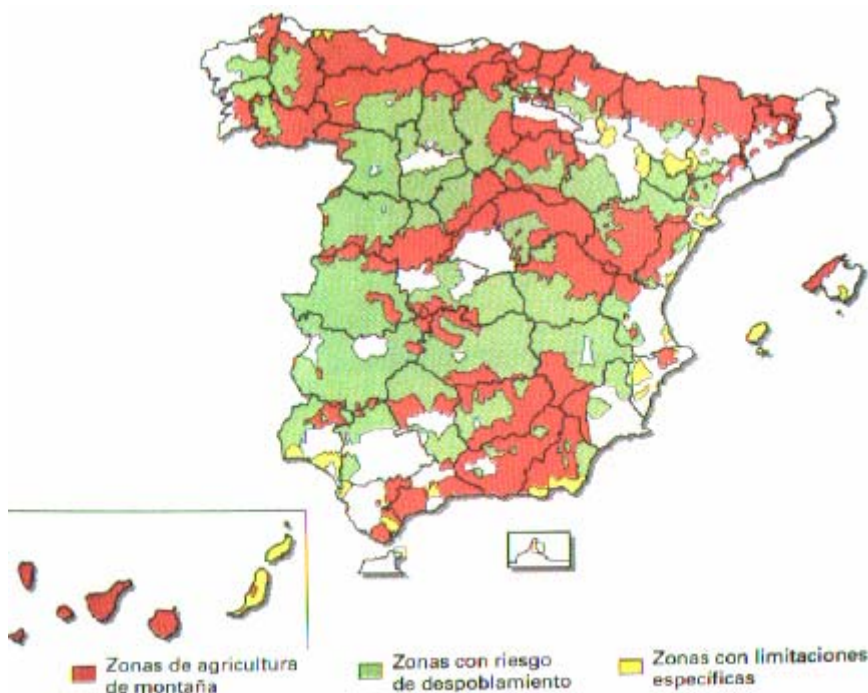 Zonas de agricultura
de montaña
Zonas con riesgo
de despoblamiento
Zonas con limitaciones
específicas